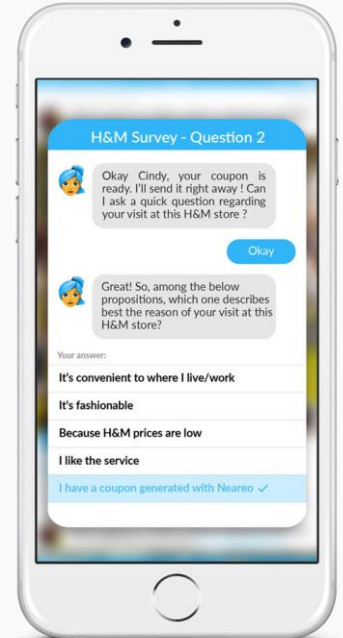 H&M Survey - Question 2
Okay Cindy, your coupon is
ready. I'll send it right away ! Can
I ask a quick question regarding
your visit at this H&M store ?
Okay
Great! So, among the below
propositions, which one describes
best the reason of your visit at this
H&M store?
Your answer:
It's convenient to where I live/work
It's fashionable
Because H&M prices are low
I like the service
I have a coupon generated with Neareo ✓